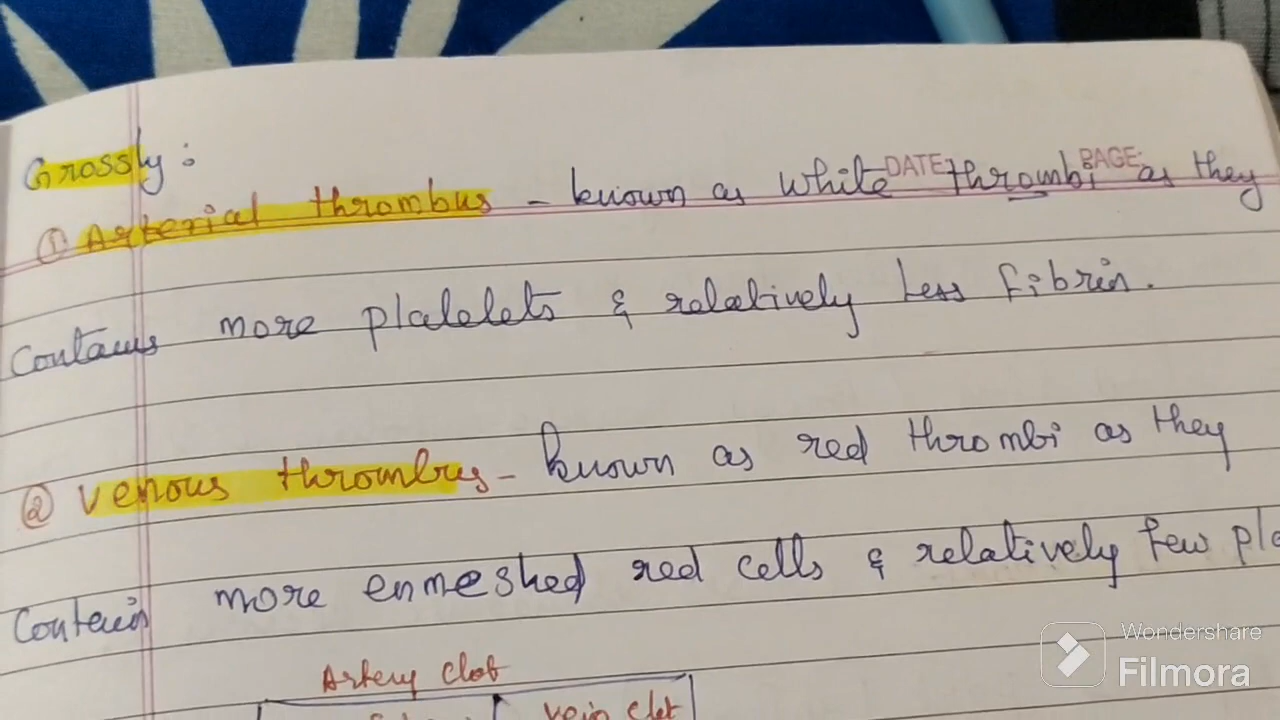 Grossly:
DATE PAGE
① Arterial thrombus - known as white thrombi as they
contains more platelets & relatively less fibrin.
② venous thrombus - known as red thrombi as they
contain more enmeshed red cells & relatively few
Artery clot
vein clot
Wondershare
Filmora